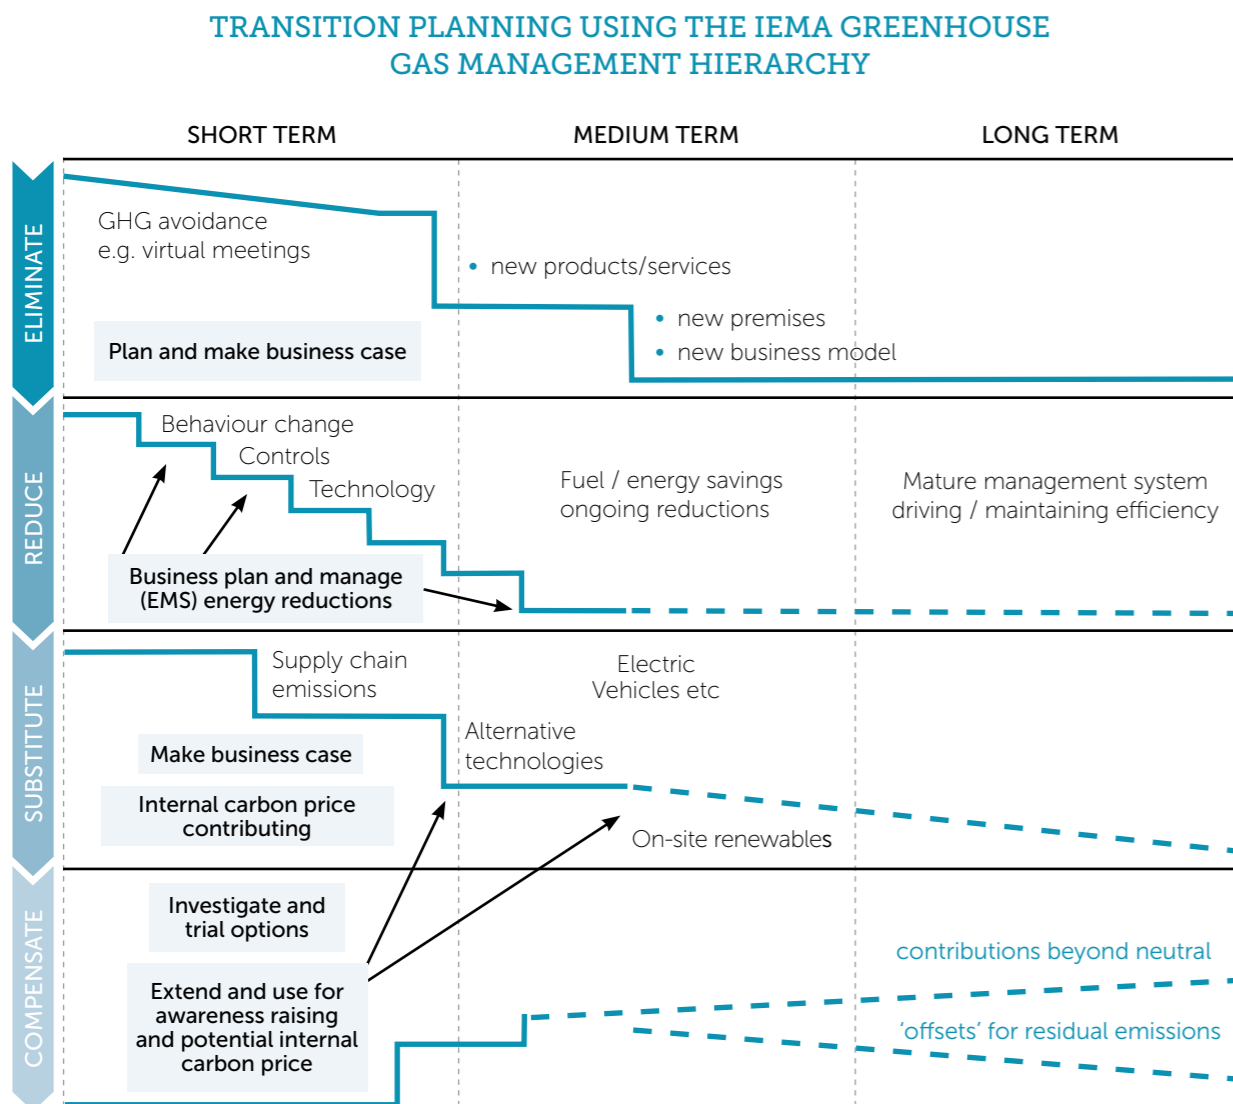 TRANSITION PLANNING USING THE IEMA GREENHOUSE
GAS MANAGEMENT HIERARCHY
SHORT TERM
MEDIUM TERM
LONG TERM
ELIMINATE
GHG avoidance
e.g. virtual meetings
Plan and make business case
• new products/services
• new premises
• new business model
REDUCE
Behaviour change
Controls
Technology
Business plan and manage
(EMS) energy reductions
Fuel / energy savings
ongoing reductions
Mature management system
driving / maintaining efficiency
SUBSTITUTE
Supply chain
emissions
Make business case
Internal carbon price
contributing
Alternative
technologies
Electric
Vehicles etc
On-site renewables
COMPENSATE
Investigate and
trial options
Extend and use for
awareness raising
and potential internal
carbon price
contributions beyond neutral
'offsets' for residual emissions